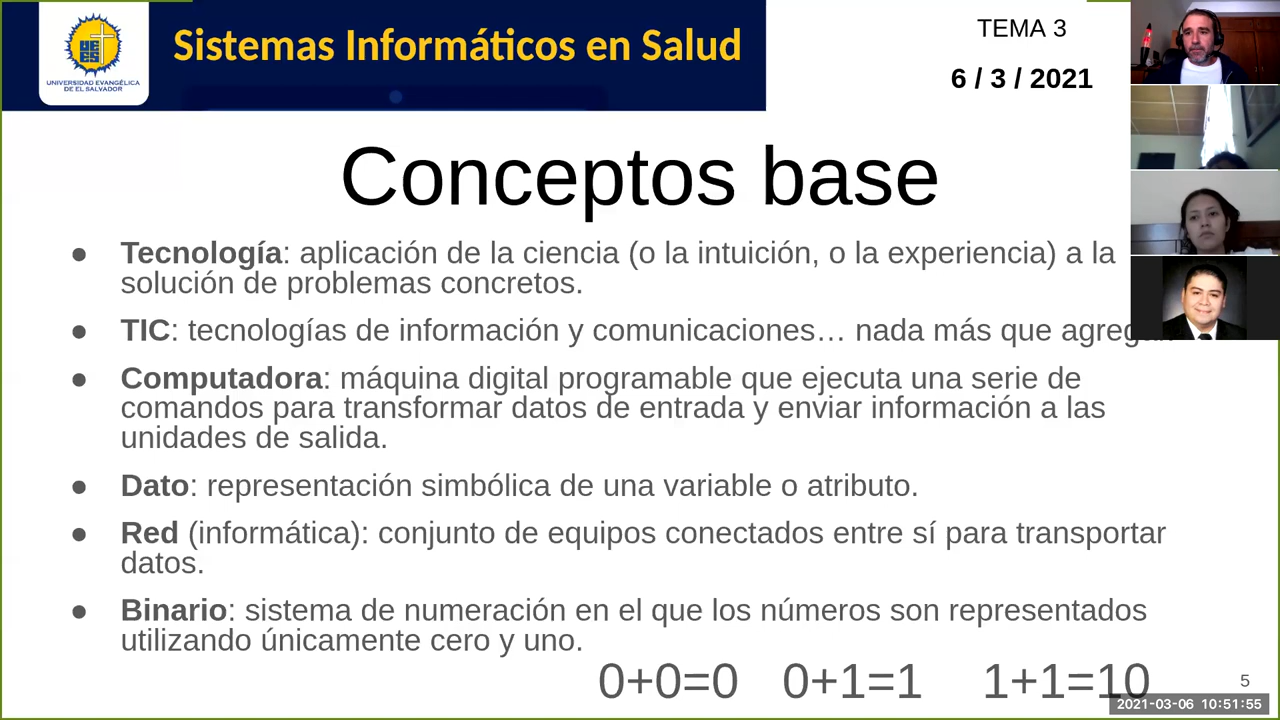 UNIVERSIDAD EVANGÉLICA
DE EL SALVADOR
Sistemas Informáticos en Salud
TEMA 3
6 / 3 / 2021
Conceptos base
● Tecnología: aplicación de la ciencia (o la intuición, o la experiencia) a la
solución de problemas concretos.
● TIC: tecnologías de información y comunicaciones… nada más que
● Computadora: máquina digital programable que ejecuta una serie de
comandos para transformar datos de entrada y enviar información a las
unidades de salida.
● Dato: representación simbólica de una variable o atributo.
● Red (informática): conjunto de equipos conectados entre sí para transportar
datos.
● Binario: sistema de numeración en el que los números son representados
utilizando únicamente cero y uno.
0+0=0 0+1=1 1+1=10
5
2021-03-06 10:51:55